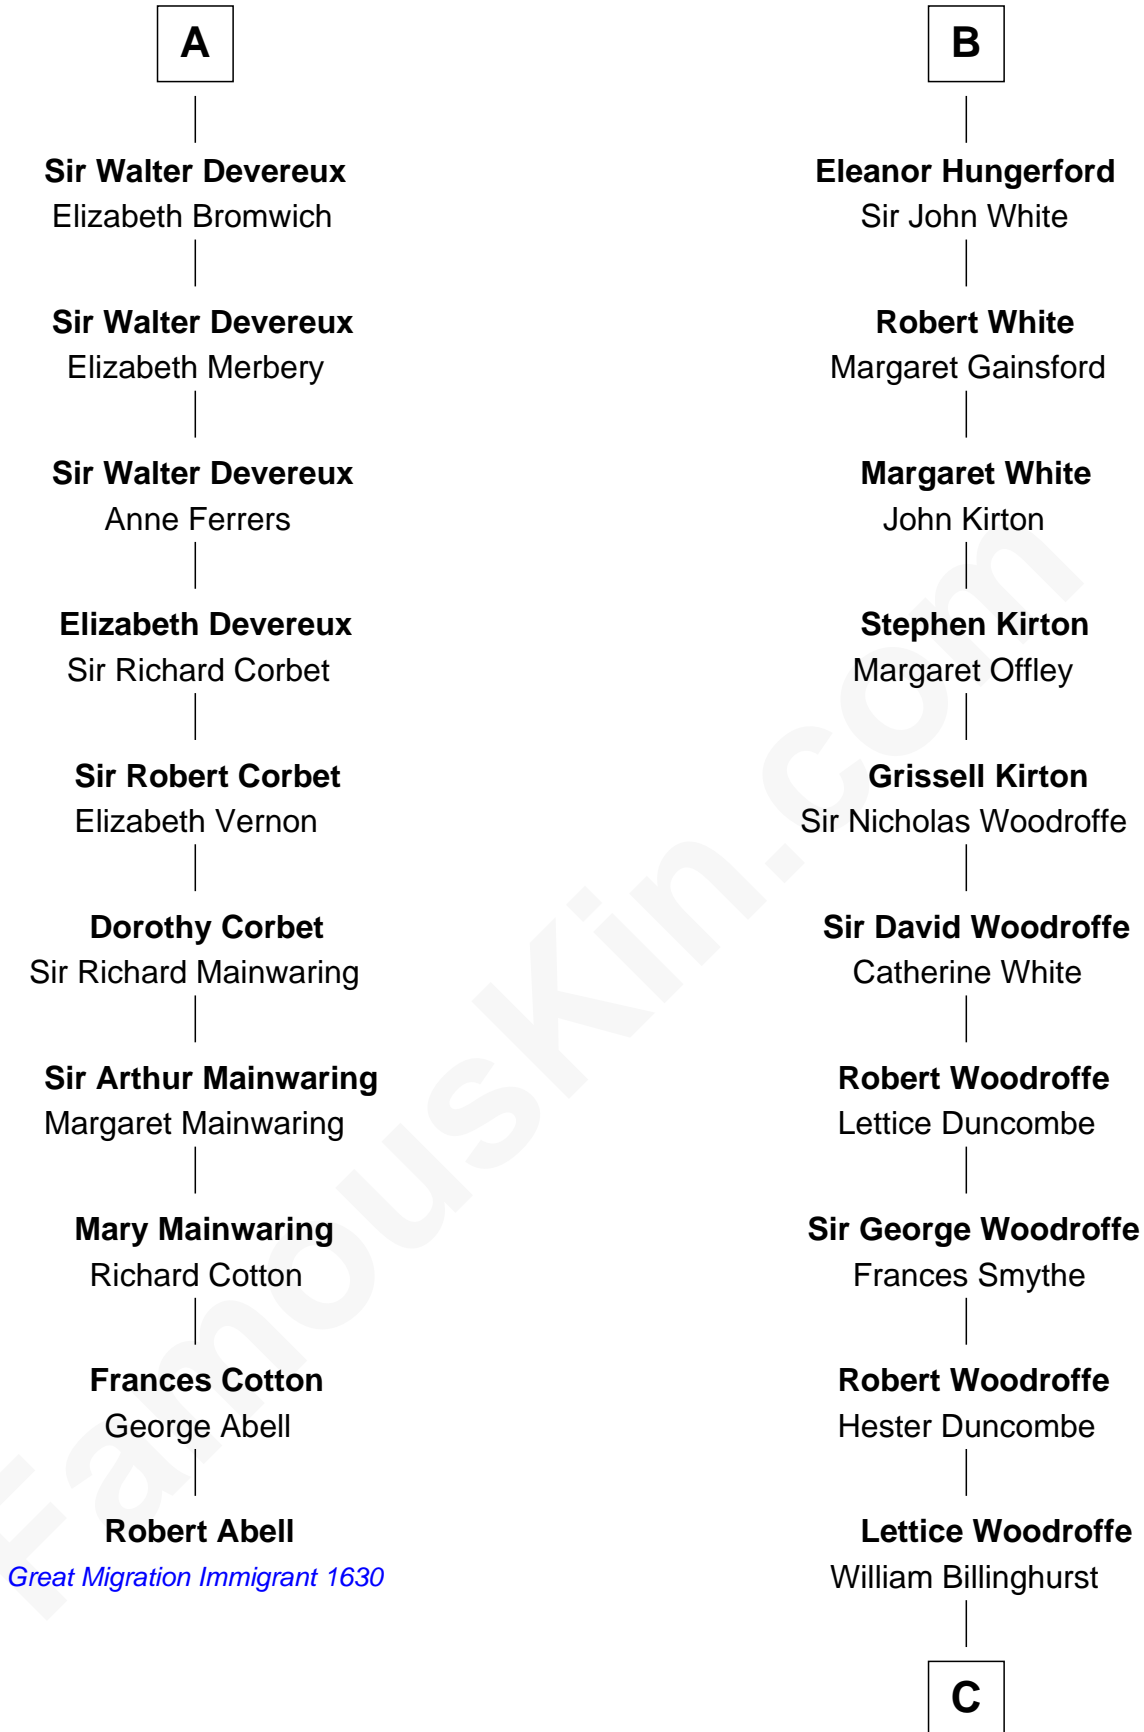 A
Sir Walter Devereux
Elizabeth Bromwich
Sir Walter Devereux
Elizabeth Merbery
Sir Walter Devereux
Anne Ferrers
Elizabeth Devereux
Sir Richard Corbet
Sir Robert Corbet
Elizabeth Vernon
Dorothy Corbet
Sir Richard Mainwaring
Sir Arthur Mainwaring
Margaret Mainwaring
Mary Mainwaring
Richard Cotton
Frances Cotton
George Abell
Robert Abell
Great Migration Immigrant 1630
B
Eleanor Hungerford
Sir John White
Robert White
Margaret Gainsford
Margaret White
John Kirton
Stephen Kirton
Margaret Offley
Grissell Kirton
Sir Nicholas Woodroffe
Sir David Woodroffe
Catherine White
Robert Woodroffe
Lettice Duncombe
Sir George Woodroffe
Frances Smythe
Robert Woodroffe
Hester Duncombe
Lettice Woodroffe
William Billinghurst
C
FamousKin.com